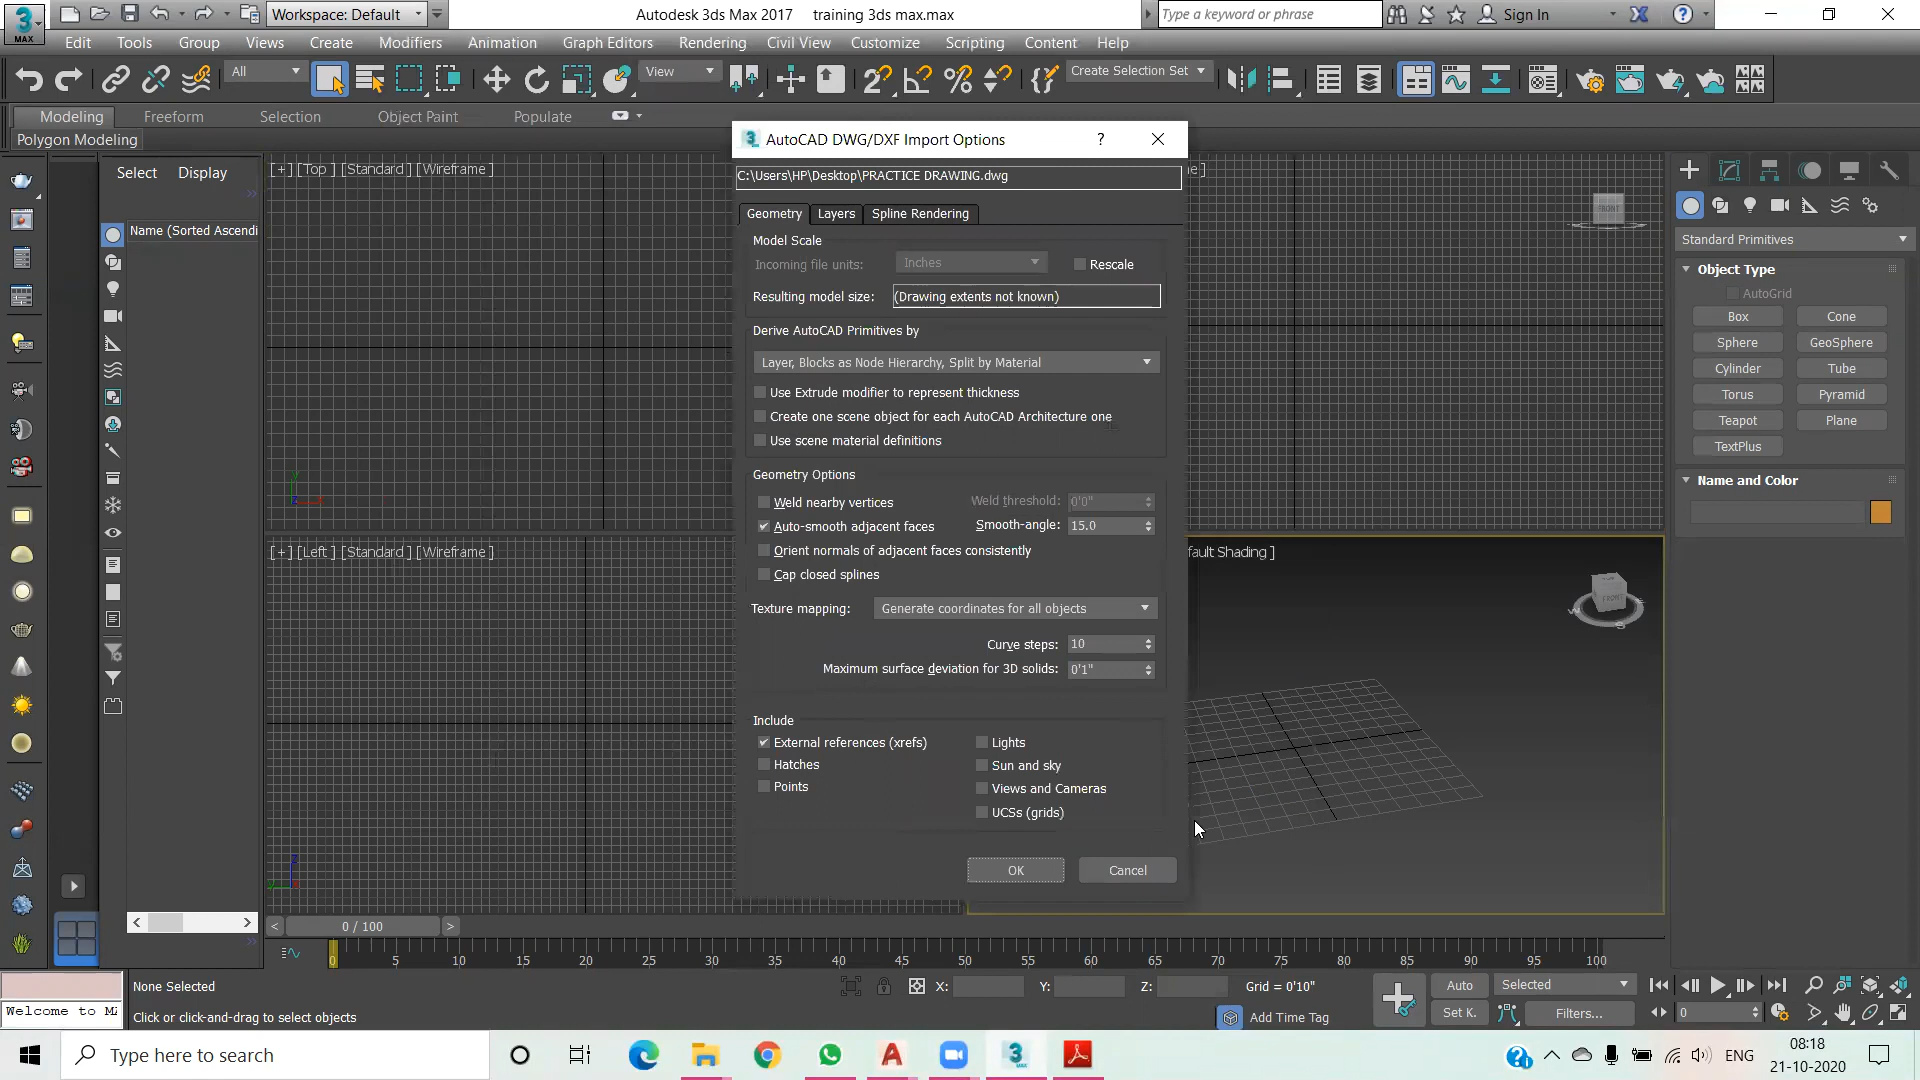 3
MAX
Workspace: Default
Autodesk 3ds Max 2017 training 3ds max.max
Type a keyword or phrase
Sign In
Edit Tools Group Views Create Modifiers Animation Graph Editors Rendering Civil View Customize Scripting Content Help
All
View
Create Selection Set
Modeling Freeform Selection Object Paint Populate
Polygon Modeling
Select Display
Name (Sorted Ascendi
[+] [Top ] [Standard ] [Wireframe ]
[+] [Left ] [Standard ] [Wireframe ]
ne ]
FRONT
fault Shading ]
FRONT
AutoCAD DWG/DXF Import Options
?
C:\Users\HP\Desktop\PRACTICE DRAWING.dwg
Geometry Layers Spline Rendering
Model Scale
Incoming file units: Inches Rescale
Resulting model size: (Drawing extents not known)
Derive AutoCAD Primitives by
Layer, Blocks as Node Hierarchy, Split by Material
Use Extrude modifier to represent thickness
Create one scene object for each AutoCAD Architecture one
Use scene material definitions
Geometry Options
Weld nearby vertices Weld threshold: 0'0"
Auto-smooth adjacent faces Smooth-angle: 15.0
Orient normals of adjacent faces consistently
Cap closed splines
Texture mapping: Generate coordinates for all objects
Curve steps: 10
Maximum surface deviation for 3D solids: 0'1"
Include
External references (xrefs) Lights
Hatches Sun and sky
Points Views and Cameras
UCSs (grids)
OK Cancel
Standard Primitives
Object Type
AutoGrid
Box Cone
Sphere GeoSphere
Cylinder Tube
Torus Pyramid
Teapot Plane
TextPlus
Name and Color
< 0 / 100 >
0 5 10 15 20 25 30 35 40 45 50 55 60 65 70 75 80 85 90 95 100
None Selected
X: Y: Z: Grid = 0'10"
Auto Selected
Welcome to MA
Click or click-and-drag to select objects
Add Time Tag
Set K. Filters...
0
Type here to search
ENG
08:18
21-10-2020